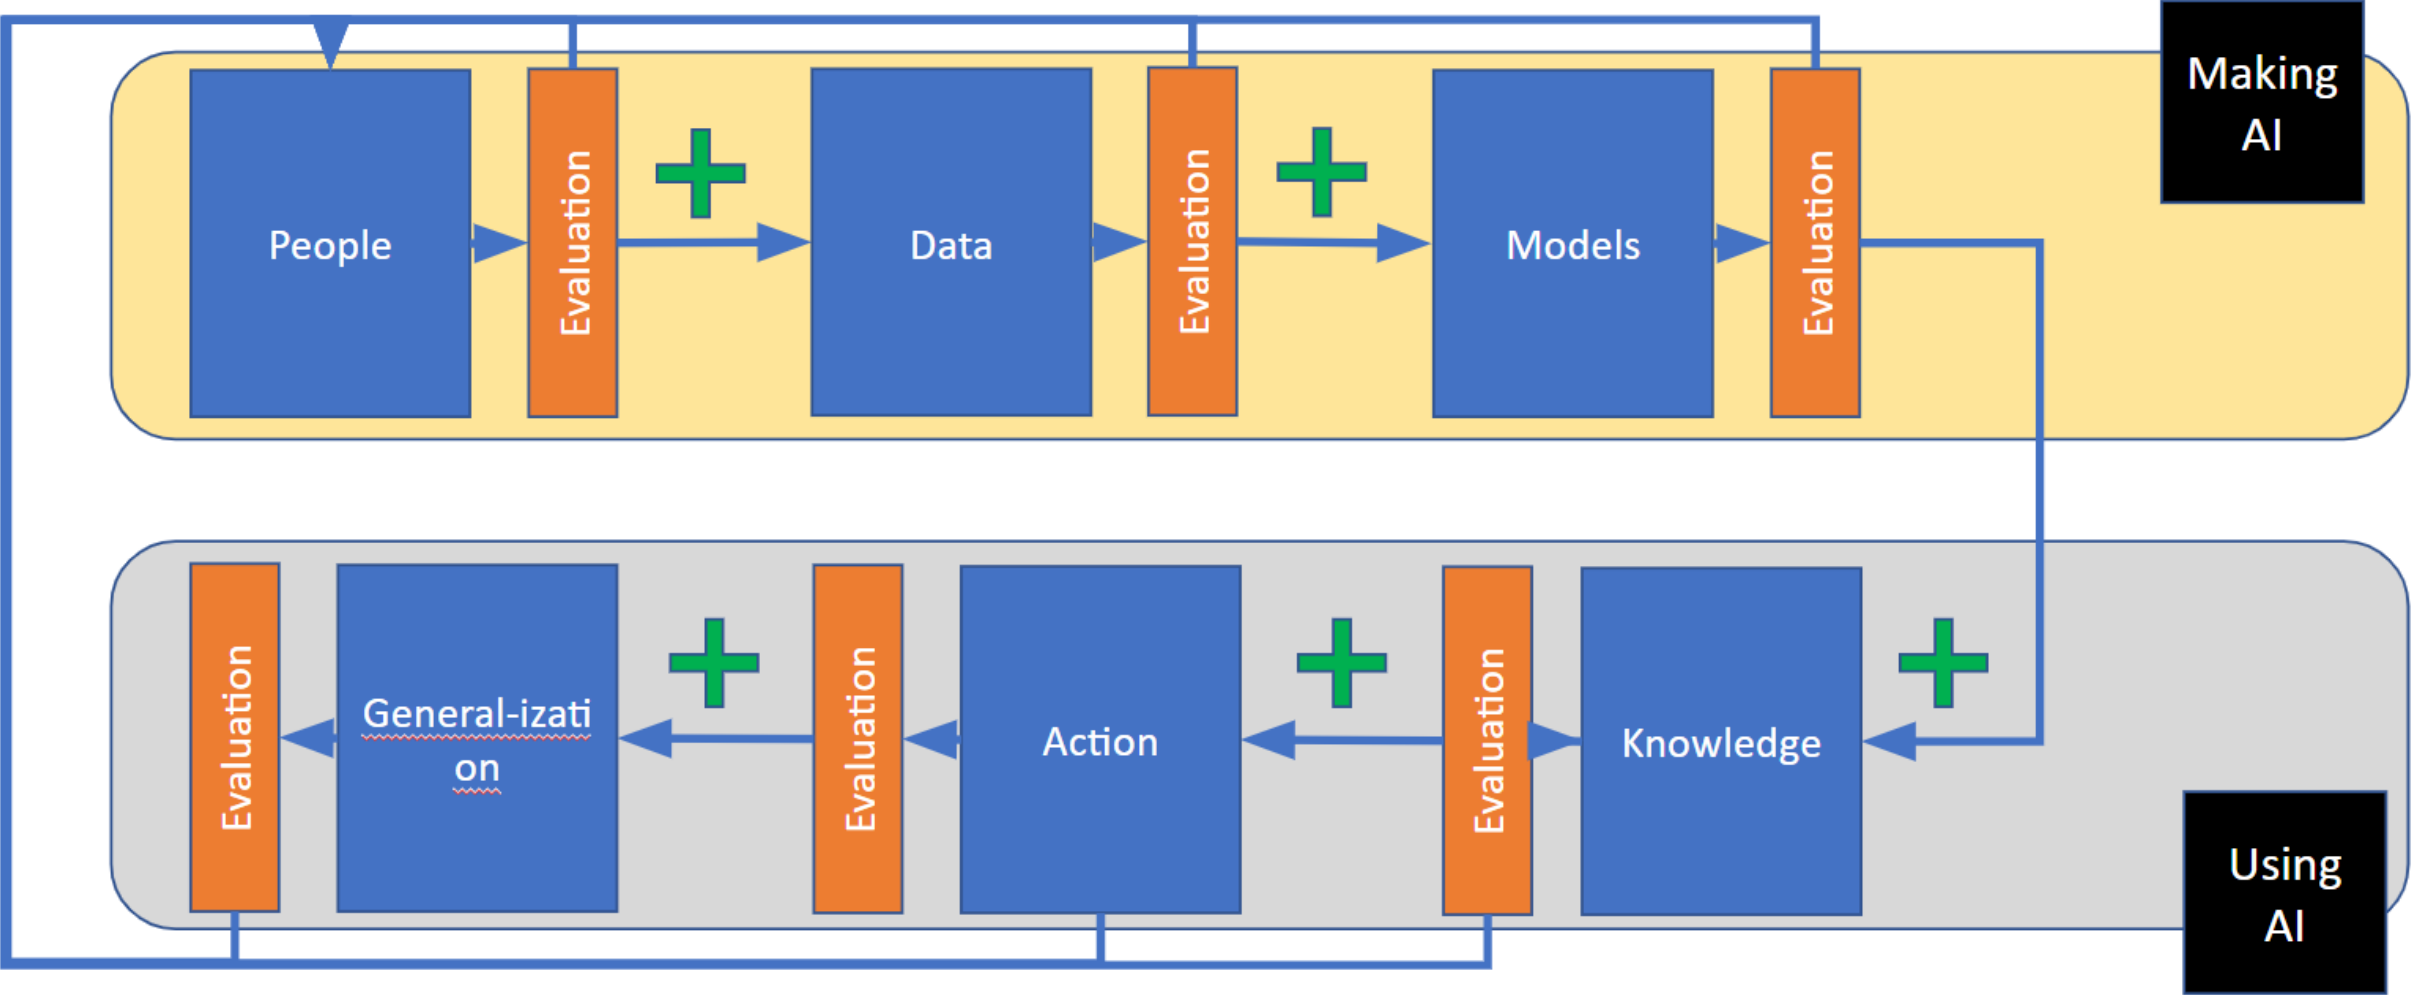 Making
AI
People
Evaluation
Data
Evaluation
Models
Evaluation
Evaluation
General-izati
on
Evaluation
Action
Evaluation
Knowledge
Using
AI